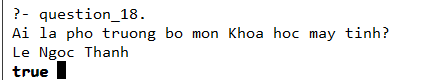 ?- question_18.
Ai la pho truong bo mon Khoa hoc may tinh?
Le Ngoc Thanh
true